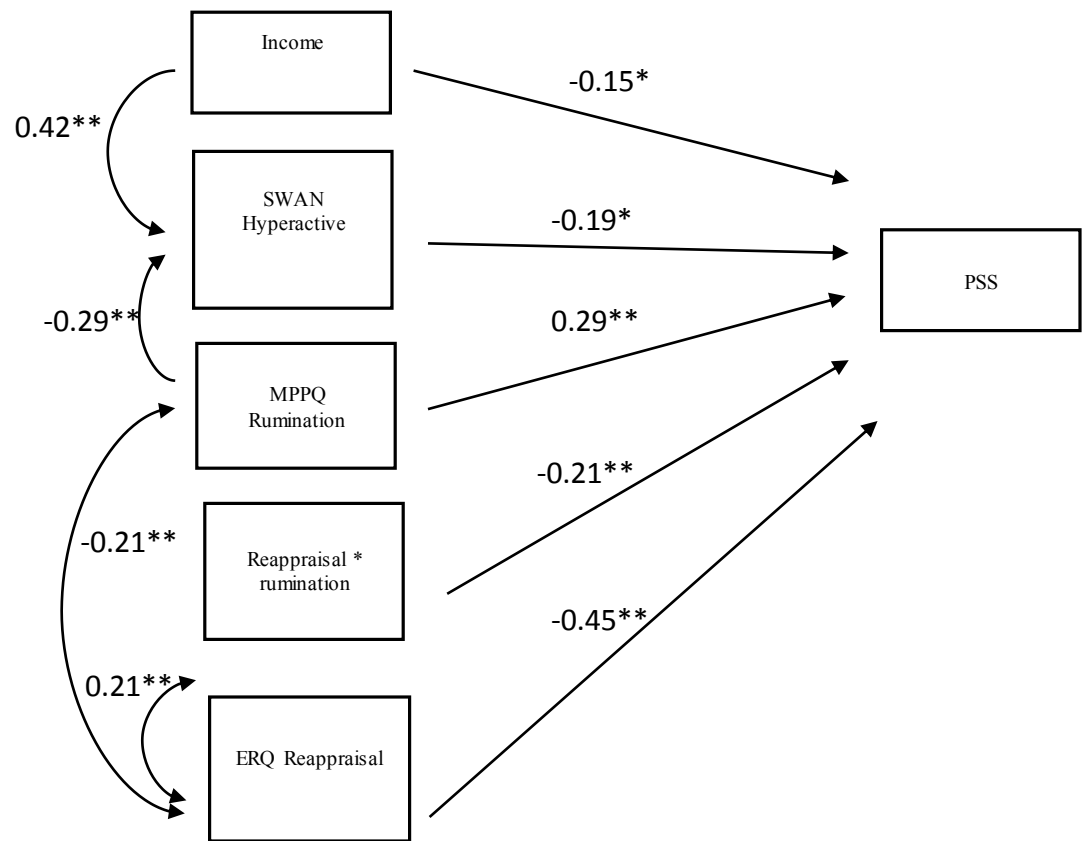 Income
-0.15*
0.42**
SWAN
Hyperactive
-0.19*
PSS
-0.29**
0.29**
MPPQ
Rumination
-0.21**
-0.21**
Reappraisal *
rumination
-0.45**
0.21**
ERQ Reappraisal